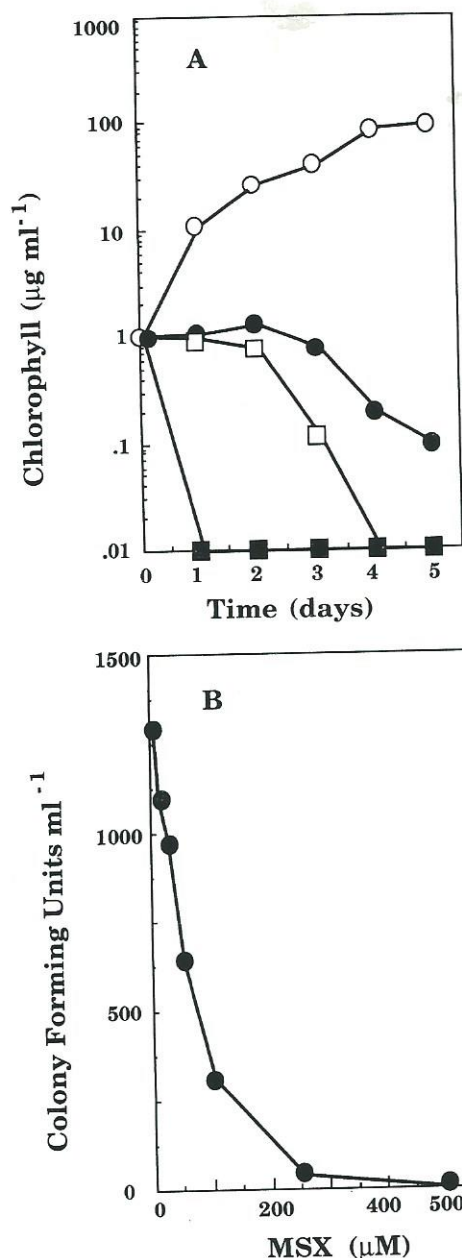 A
Chlorophyll (µg ml⁻¹)
1000
100
10
1
.1
.01
0 1 2 3 4 5
Time (days)
B
Colony Forming Units ml⁻¹
1500
1000
500
0
0 200 400 500
MSX (µM)